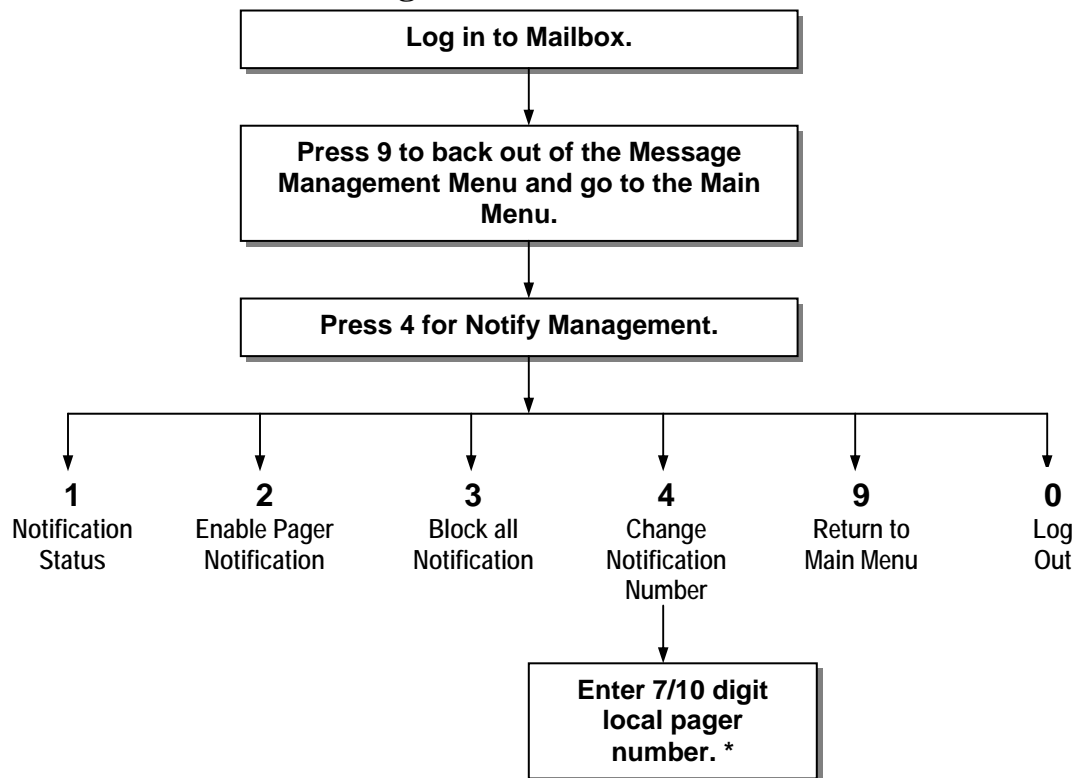 Log in to Mailbox.
Press 9 to back out of the Message
Management Menu and go to the Main
Menu.
Press 4 for Notify Management.
1
Notification
Status
2
Enable Pager
Notification
3
Block all
Notification
4
Change
Notification
Number
9
Return to
Main Menu
0
Log
Out
Enter 7/10 digit
local pager
number. *